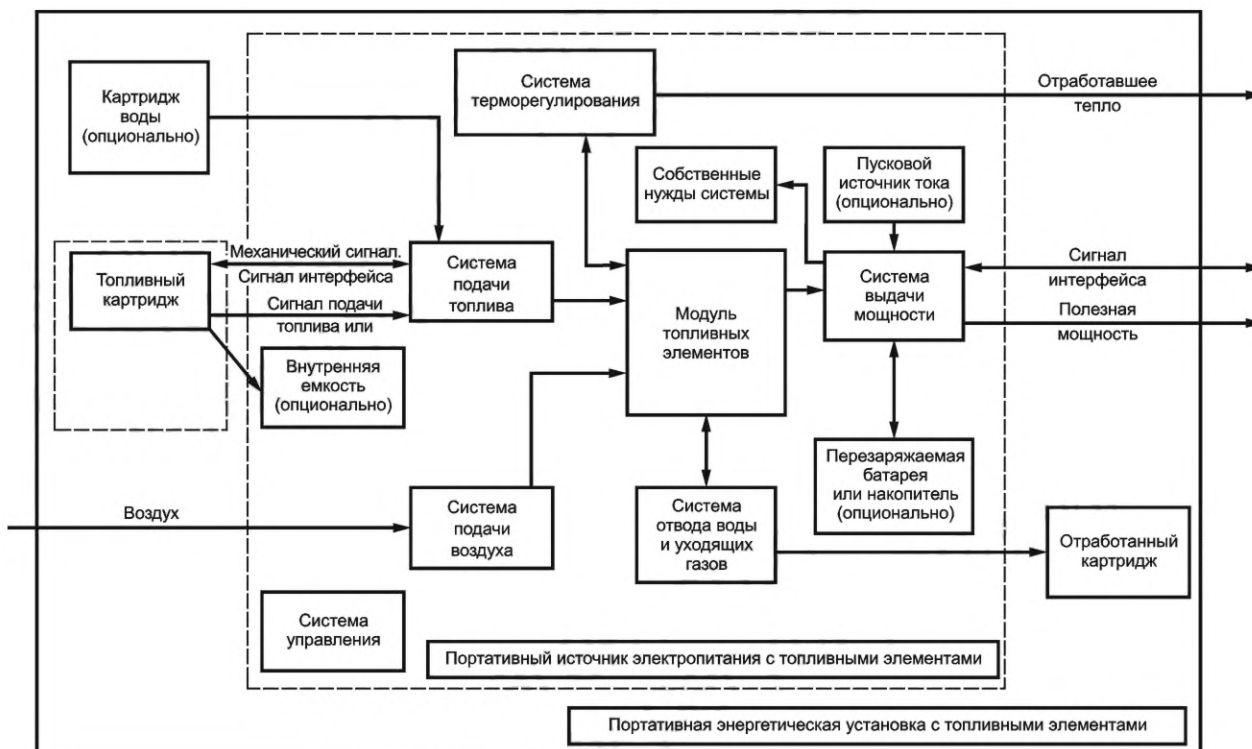 Картридж
воды
(опционально)
Система
терморегулирования
Отработавшее
тепло
Собственные
нужды системы
Пусковой
источник тока
(опционально)
Топливный
картридж
Механический сигнал.
Сигнал интерфейса
Сигнал подачи
топлива или
Система
подачи
топлива
Модуль
топливных
элементов
Система
выдачи
мощности
Сигнал
интерфейса
Полезная
мощность
Внутренняя
емкость
(опционально)
Воздух
Система
подачи
воздуха
Система
отвода воды
и уходящих
газов
Перезаряжаемая
батарея
или накопитель
(опционально)
Отработанный
картридж
Система
управления
Портативный источник электропитания с топливными элементами
Портативная энергетическая установка с топливными элементами